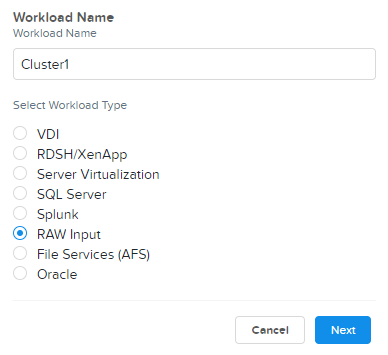 Workload Name
Workload Name
Cluster1
Select Workload Type
VDI
RDSH/XenApp
Server Virtualization
SQL Server
Splunk
RAW Input
File Services (AFS)
Oracle
Cancel Next